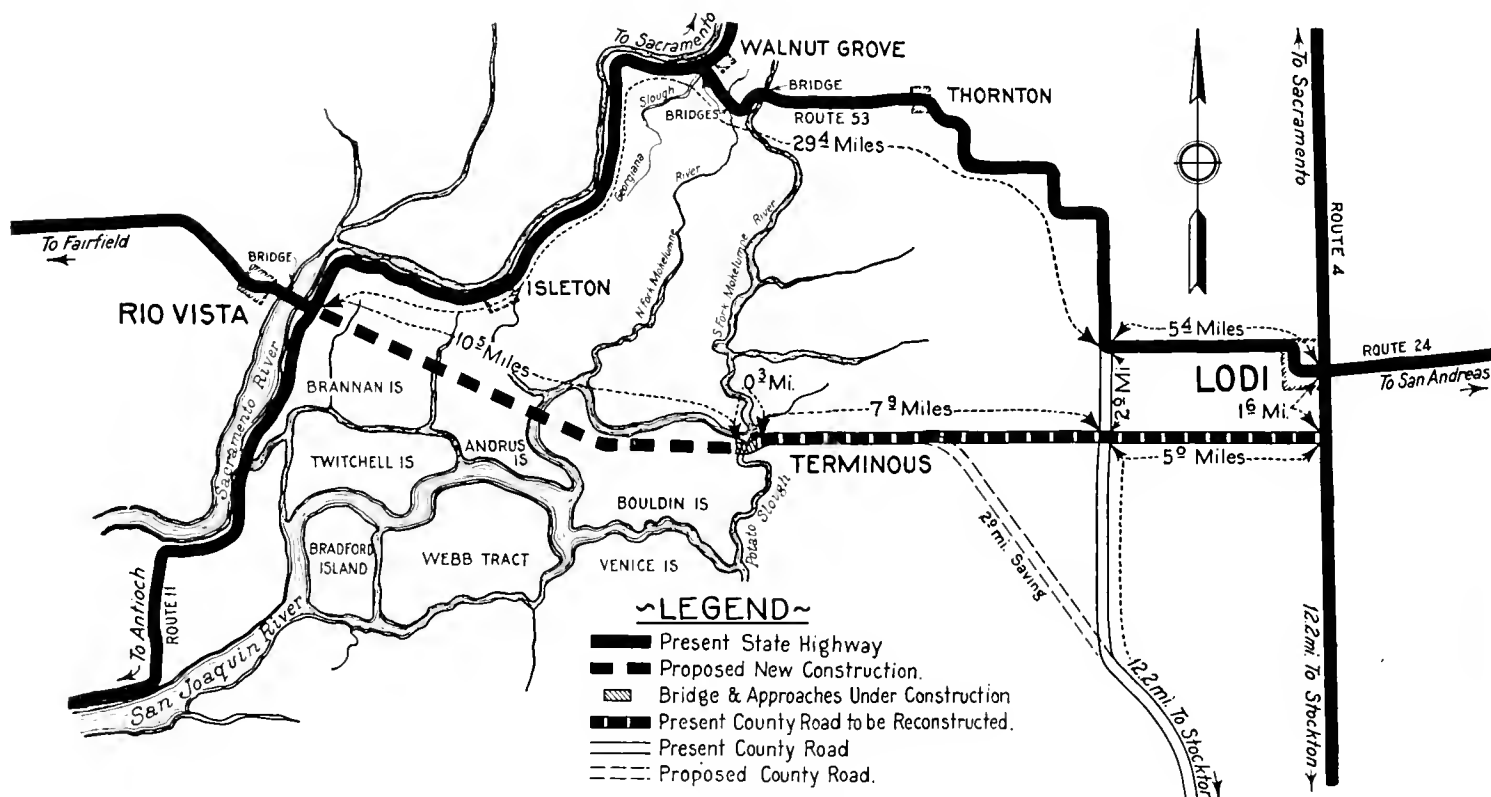 To Sacramento
WALNUT GROVE
BRIDGE
THORNTON
Slough
BRIDGES
ROUTE 53
29⁴ Miles
Georgiana
River
To Sacramento
ROUTE 4
To Fairfield
BRIDGE
RIO VISTA
ISLETON
N Fork Mokelumne
S Fork Mokelumne River
10⁵ Miles
5⁴ Miles
ROUTE 24
LODI
To San Andreas
2⁰ Mi
1⁶ Mi.
BRANNAN IS
Sacramento River
0³ Mi.
7⁹ Miles
TERMINOUS
5⁰ Miles
TWITCHELL IS
ANDRUS IS
BOULDIN IS
Potato Slough
2⁰ mi. Saving
BRADFORD ISLAND
WEBB TRACT
VENICE IS
To Antioch
ROUTE 11
San Joaquin River
12.2 mi. To Stockton
12.2 mi. To Stockton
~LEGEND~
Present State Highway
Proposed New Construction.
Bridge & Approaches Under Construction
Present County Road to be Reconstructed.
Present County Road
Proposed County Road.